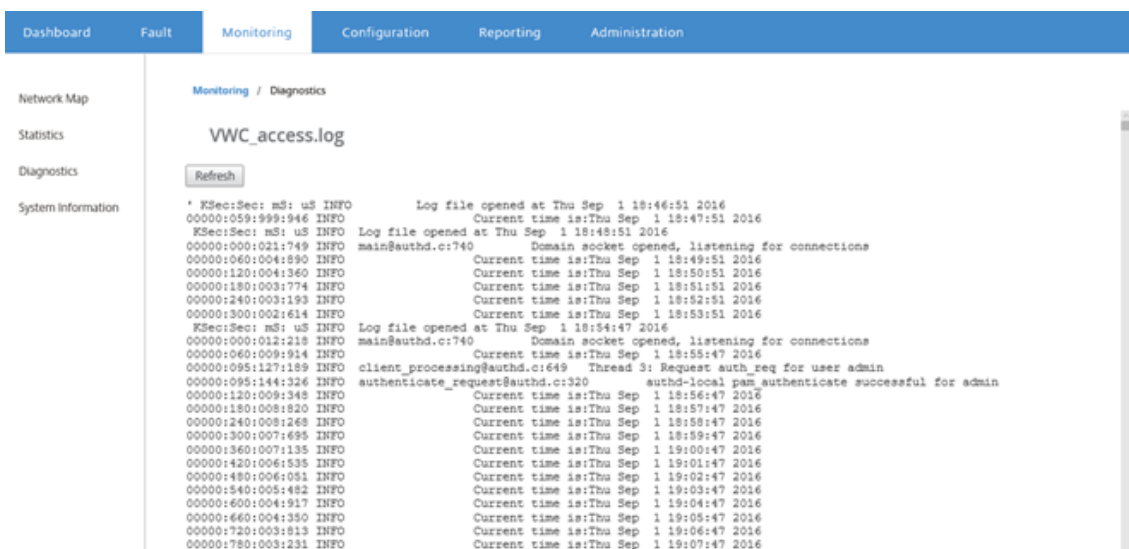 Dashboard Fault Monitoring Configuration Reporting Administration
Network Map
Statistics
Diagnostics
System Information
Monitoring / Diagnostics
VWC_access.log
Refresh
' KSec:Sec: mS: uS INFO Log file opened at Thu Sep 1 18:46:51 2016
00000:059:999:946 INFO Current time is:Thu Sep 1 18:47:51 2016
KSec:Sec: mS: uS INFO Log file opened at Thu Sep 1 18:48:51 2016
00000:000:021:749 INFO main@authd.c:740 Domain socket opened, listening for connections
00000:060:004:890 INFO Current time is:Thu Sep 1 18:49:51 2016
00000:120:004:360 INFO Current time is:Thu Sep 1 18:50:51 2016
00000:180:003:774 INFO Current time is:Thu Sep 1 18:51:51 2016
00000:240:003:193 INFO Current time is:Thu Sep 1 18:52:51 2016
00000:300:002:614 INFO Current time is:Thu Sep 1 18:53:51 2016
KSec:Sec: mS: uS INFO Log file opened at Thu Sep 1 18:54:47 2016
00000:000:012:218 INFO main@authd.c:740 Domain socket opened, listening for connections
00000:060:009:914 INFO Current time is:Thu Sep 1 18:55:47 2016
00000:095:127:189 INFO client_processing@authd.c:649 Thread 3: Request auth_req for user admin
00000:095:144:326 INFO authenticate_request@authd.c:320 authd-local pam_authenticate successful for admin
00000:120:009:348 INFO Current time is:Thu Sep 1 18:56:47 2016
00000:180:008:820 INFO Current time is:Thu Sep 1 18:57:47 2016
00000:240:008:268 INFO Current time is:Thu Sep 1 18:58:47 2016
00000:300:007:695 INFO Current time is:Thu Sep 1 18:59:47 2016
00000:360:007:135 INFO Current time is:Thu Sep 1 19:00:47 2016
00000:420:006:535 INFO Current time is:Thu Sep 1 19:01:47 2016
00000:480:006:051 INFO Current time is:Thu Sep 1 19:02:47 2016
00000:540:005:482 INFO Current time is:Thu Sep 1 19:03:47 2016
00000:600:004:917 INFO Current time is:Thu Sep 1 19:04:47 2016
00000:660:004:350 INFO Current time is:Thu Sep 1 19:05:47 2016
00000:720:003:813 INFO Current time is:Thu Sep 1 19:06:47 2016
00000:780:003:231 INFO Current time is:Thu Sep 1 19:07:47 2016